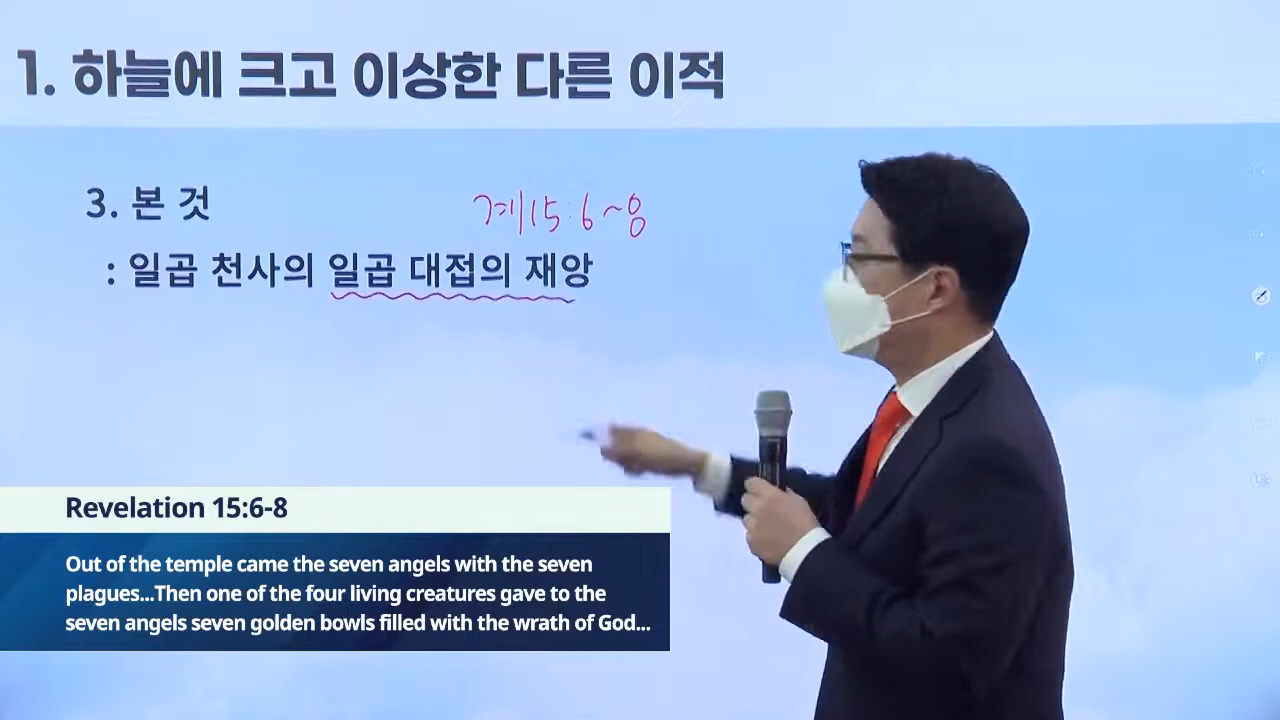 1. 하늘에 크고 이상한 다른 이적
3. 본 것
계15:6~8
: 일곱 천사의 일곱 대접의 재앙
Revelation 15:6-8
Out of the temple came the seven angels with the seven
plagues...Then one of the four living creatures gave to the
seven angels seven golden bowls filled with the wrath of God...